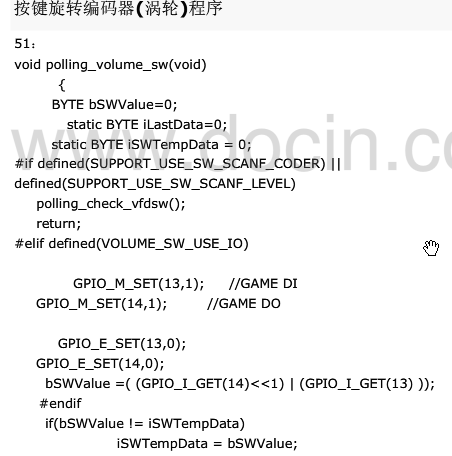 按键旋转编码器(涡轮)程序
51：
void polling_volume_sw(void)
{
BYTE bSWValue=0;
static BYTE iLastData=0;
static BYTE iSWTempData = 0;
www.docin.c
#if defined(SUPPORT_USE_SW_SCANF_CODER) ||
defined(SUPPORT_USE_SW_SCANF_LEVEL)
polling_check_vfdsw();
return;
#elif defined(VOLUME_SW_USE_IO)
GPIO_M_SET(13,1); //GAME DI
GPIO_M_SET(14,1); //GAME DO
GPIO_E_SET(13,0);
GPIO_E_SET(14,0);
bSWValue =( (GPIO_I_GET(14)<<1) | (GPIO_I_GET(13) ));
#endif
if(bSWValue != iSWTempData)
iSWTempData = bSWValue;